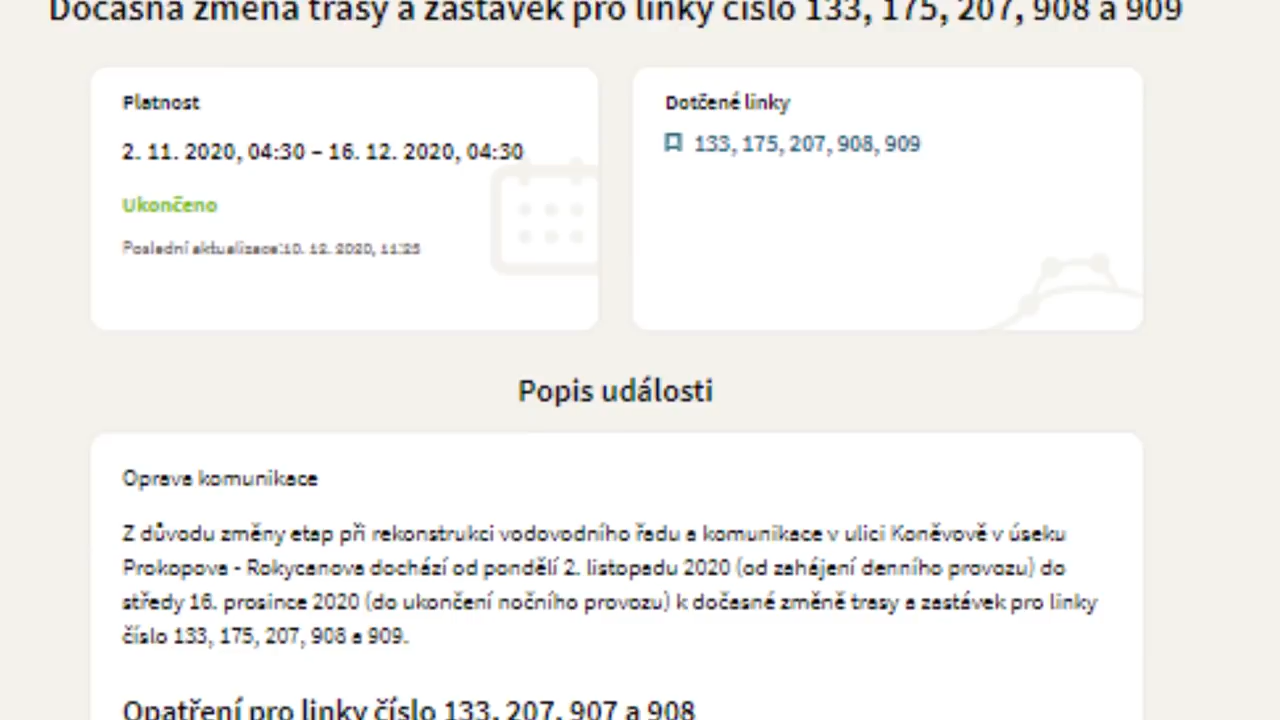 Dočasná změna trasy a zastávek pro linky číslo 133, 175, 207, 908 a 909
Platnost
2. 11. 2020, 04:30 – 16. 12. 2020, 04:30
Ukončeno
Poslední aktualizace:10. 12. 2020, 11:25
Dotčené linky
133, 175, 207, 908, 909
Popis události
Oprava komunikace
Z důvodu změny etap při rekonstrukci vodovodního řadu a komunikace v ulici Koněvově v úseku
Prokopova - Rokycanova dochází od pondělí 2. listopadu 2020 (od zahájení denního provozu) do
středy 16. prosince 2020 (do ukončení nočního provozu) k dočasné změně trasy a zastávek pro linky
číslo 133, 175, 207, 908 a 909.
Opatření pro linky číslo 133, 207, 907 a 908